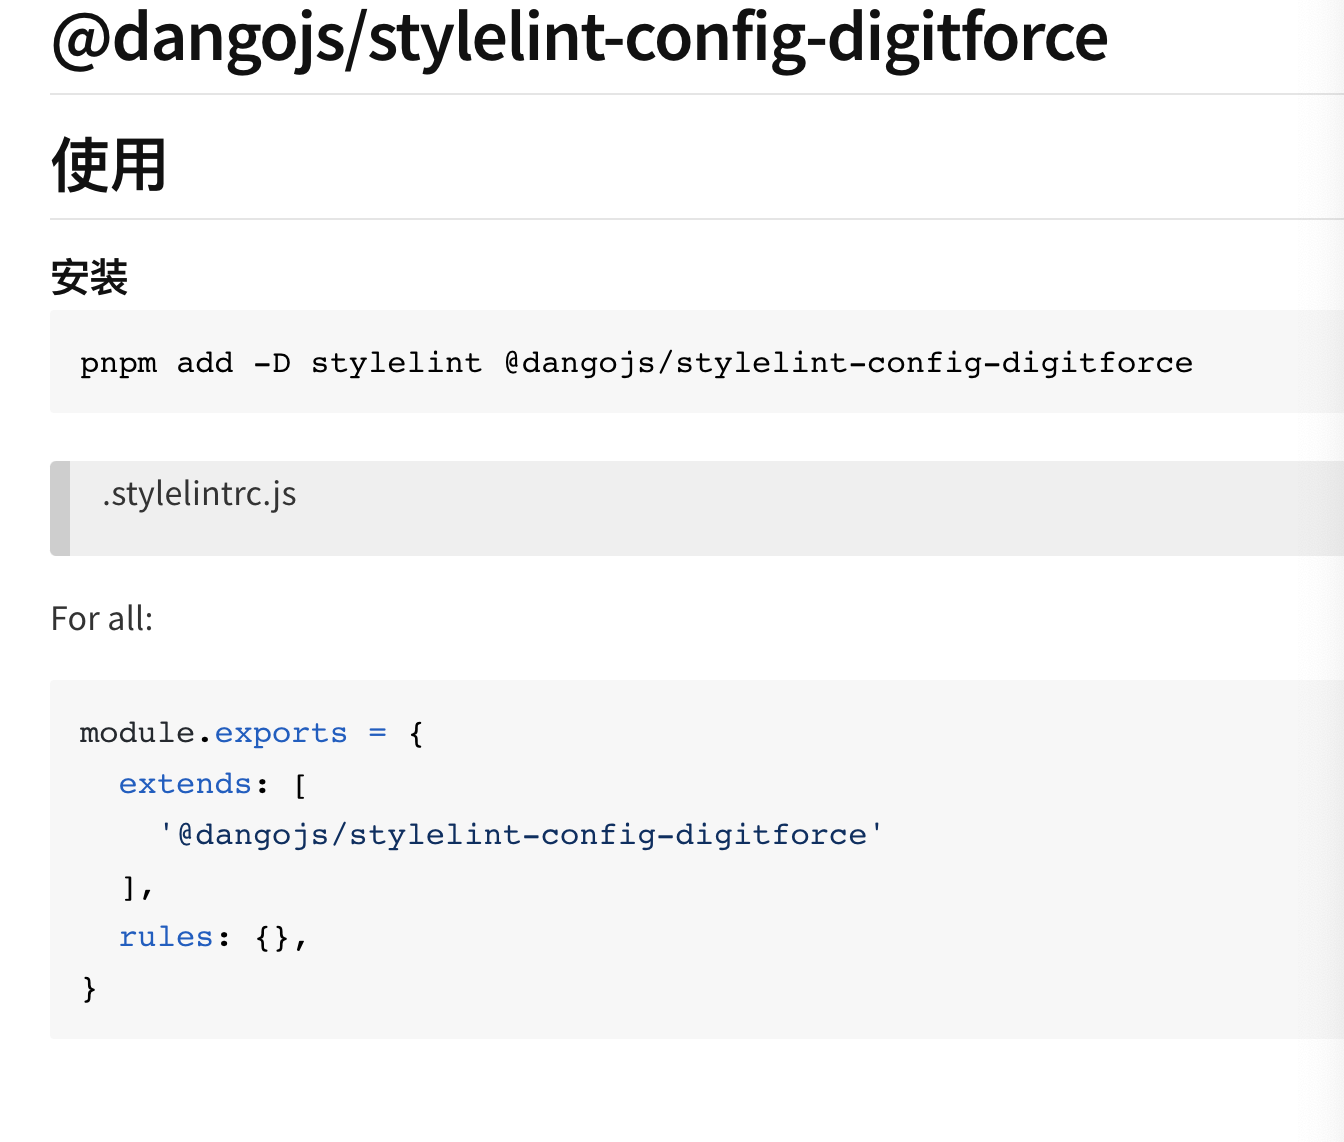 @dangojs/stylelint-config-digitforce
使用
安装
pnpm add -D stylelint @dangojs/stylelint-config-digitforce
.stylelintrc.js
For all:
module.exports = {
  extends: [
    '@dangojs/stylelint-config-digitforce'
  ],
  rules: {},
}